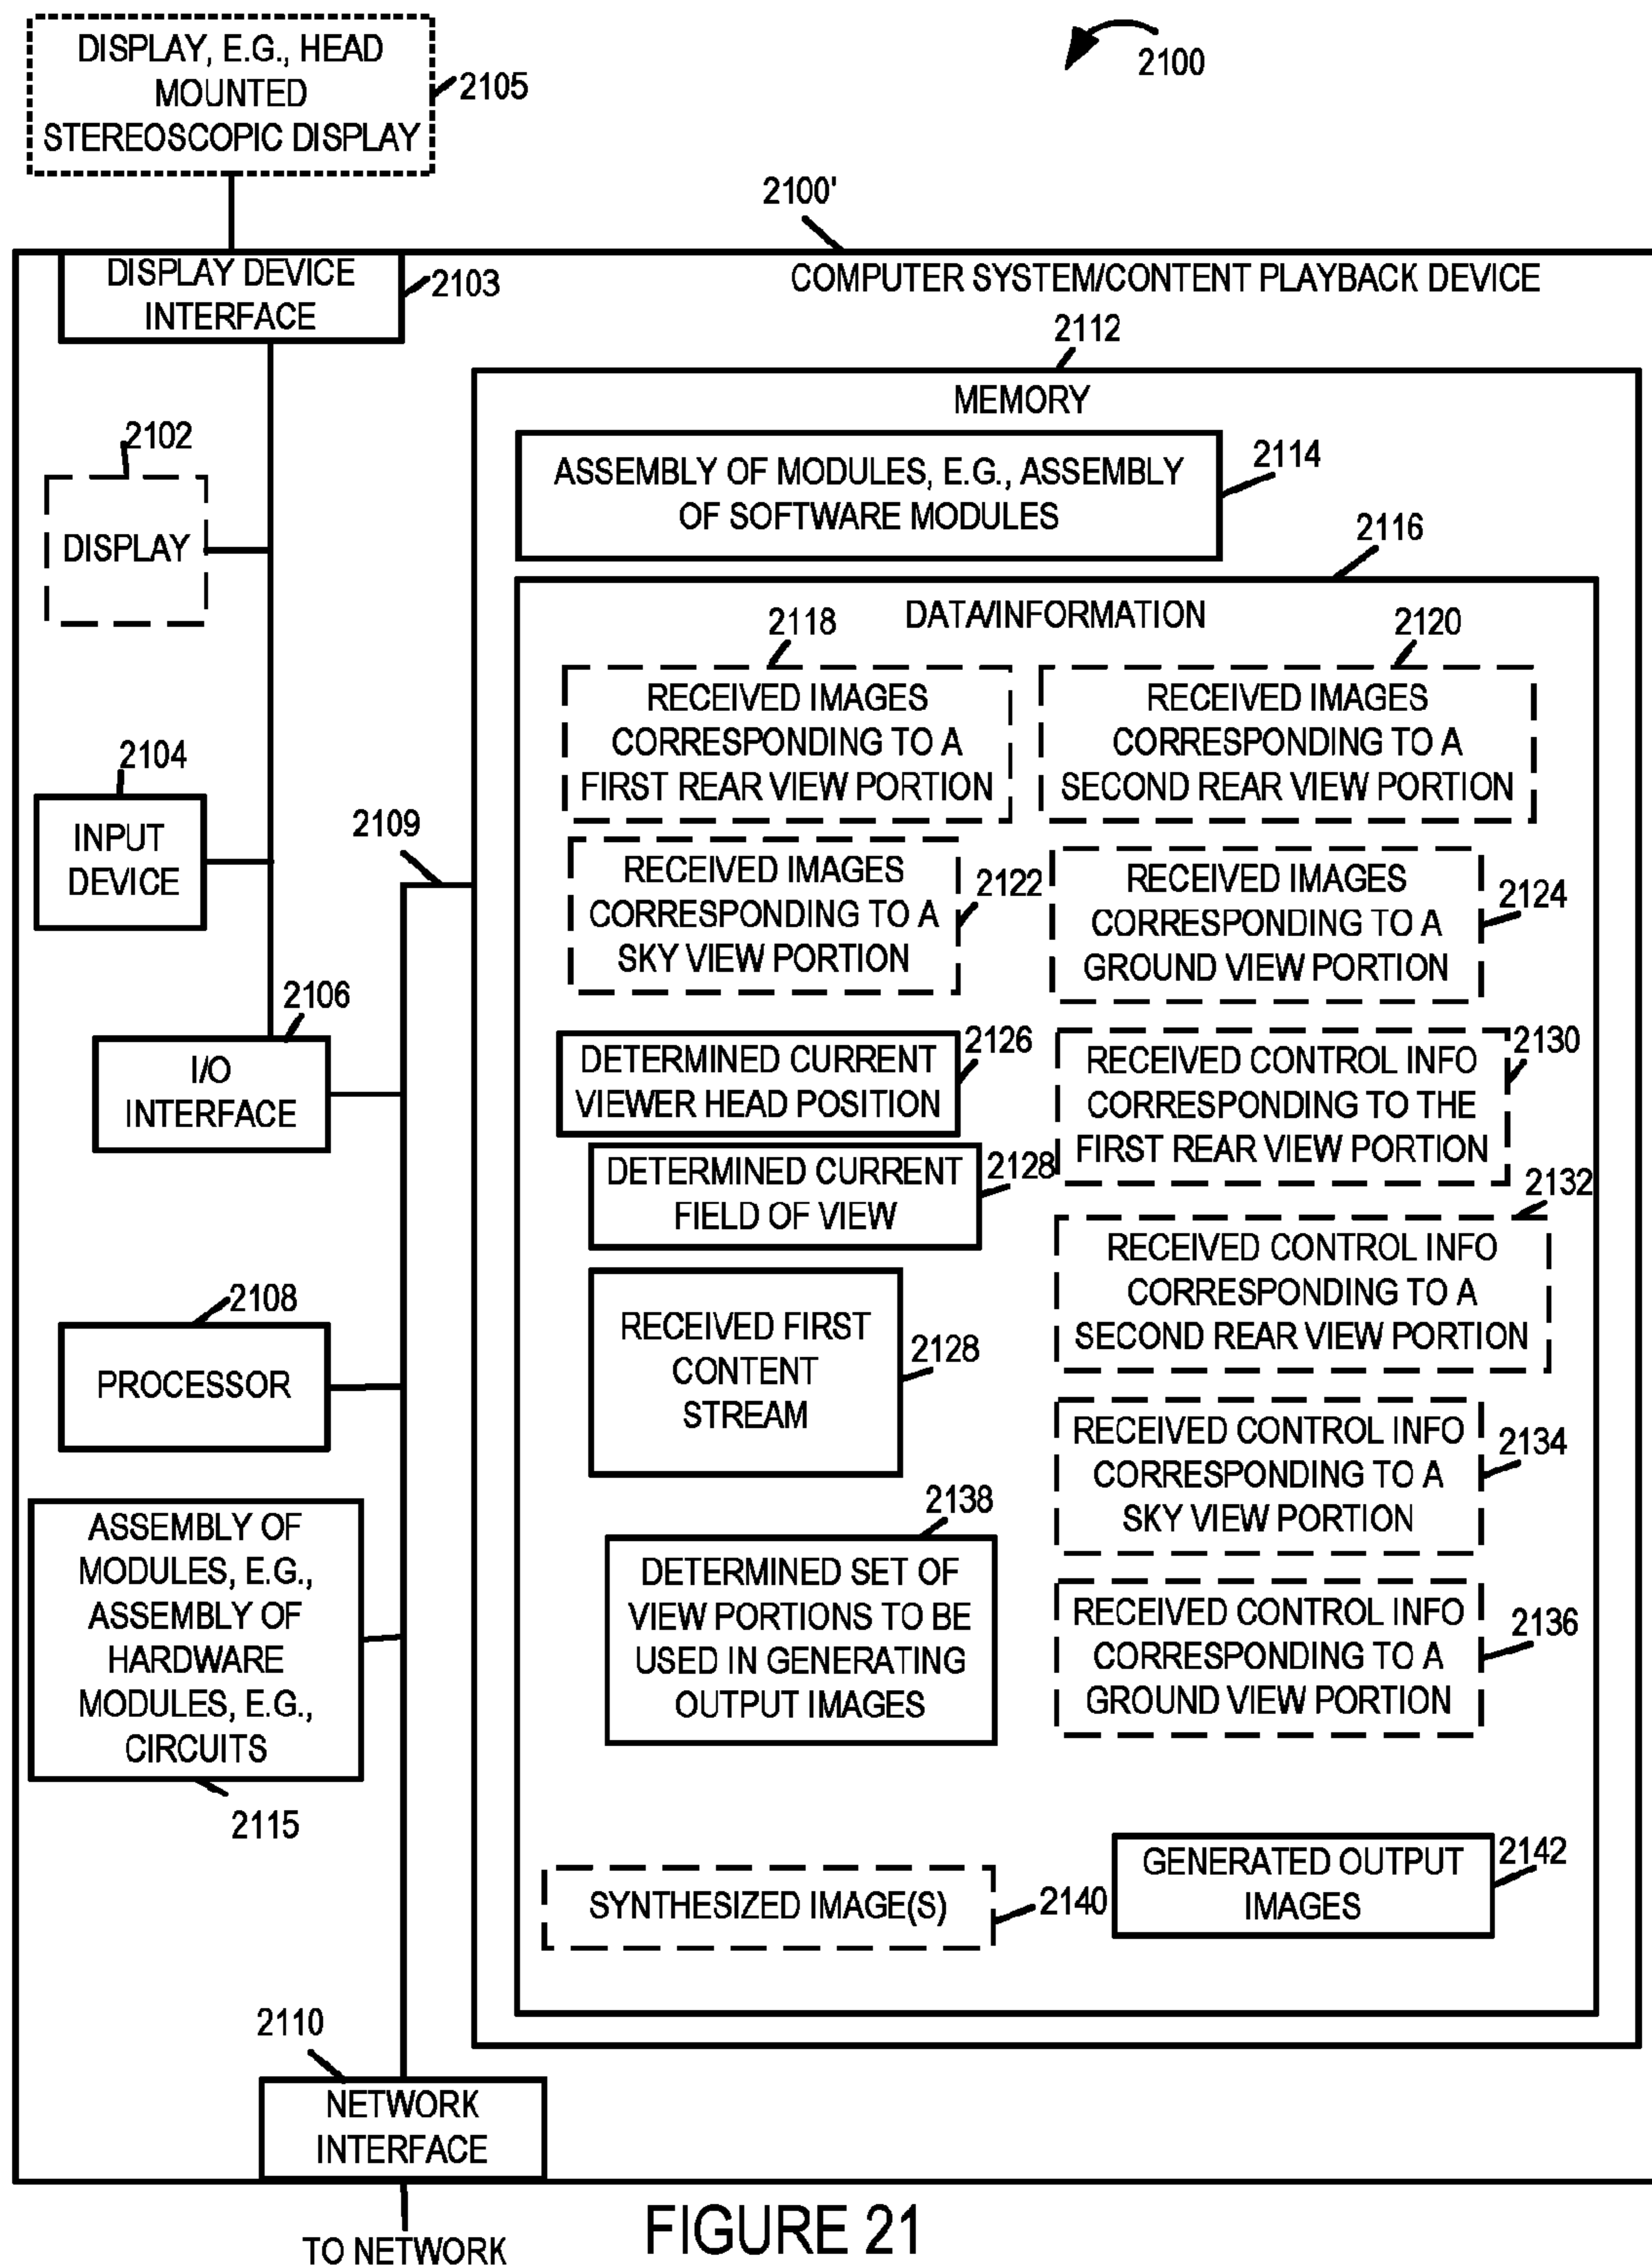 DISPLAY, E.G., HEAD
MOUNTED
STEREOSCOPIC DISPLAY
2105
2100
2100'
DISPLAY DEVICE
INTERFACE
2103
COMPUTER SYSTEM/CONTENT PLAYBACK DEVICE
2112
MEMORY
2102
DISPLAY
ASSEMBLY OF MODULES, E.G., ASSEMBLY
OF SOFTWARE MODULES
2114
2116
DATA/INFORMATION
2118
2120
RECEIVED IMAGES
CORRESPONDING TO A
FIRST REAR VIEW PORTION
RECEIVED IMAGES
CORRESPONDING TO A
SECOND REAR VIEW PORTION
2104
INPUT
DEVICE
2109
RECEIVED IMAGES
CORRESPONDING TO A
SKY VIEW PORTION
2122
RECEIVED IMAGES
CORRESPONDING TO A
GROUND VIEW PORTION
2124
2106
I/O
INTERFACE
DETERMINED CURRENT
VIEWER HEAD POSITION
2126
RECEIVED CONTROL INFO
CORRESPONDING TO THE
FIRST REAR VIEW PORTION
2130
DETERMINED CURRENT
FIELD OF VIEW
2128
2132
RECEIVED CONTROL INFO
CORRESPONDING TO A
SECOND REAR VIEW PORTION
2108
PROCESSOR
RECEIVED FIRST
CONTENT
STREAM
2128
RECEIVED CONTROL INFO
CORRESPONDING TO A
SKY VIEW PORTION
2134
ASSEMBLY OF
MODULES, E.G.,
ASSEMBLY OF
HARDWARE
MODULES, E.G.,
CIRCUITS
2115
2138
DETERMINED SET OF
VIEW PORTIONS TO BE
USED IN GENERATING
OUTPUT IMAGES
RECEIVED CONTROL INFO
CORRESPONDING TO A
GROUND VIEW PORTION
2136
SYNTHESIZED IMAGE(S)
2140
GENERATED OUTPUT
IMAGES
2142
2110
NETWORK
INTERFACE
TO NETWORK
FIGURE 21